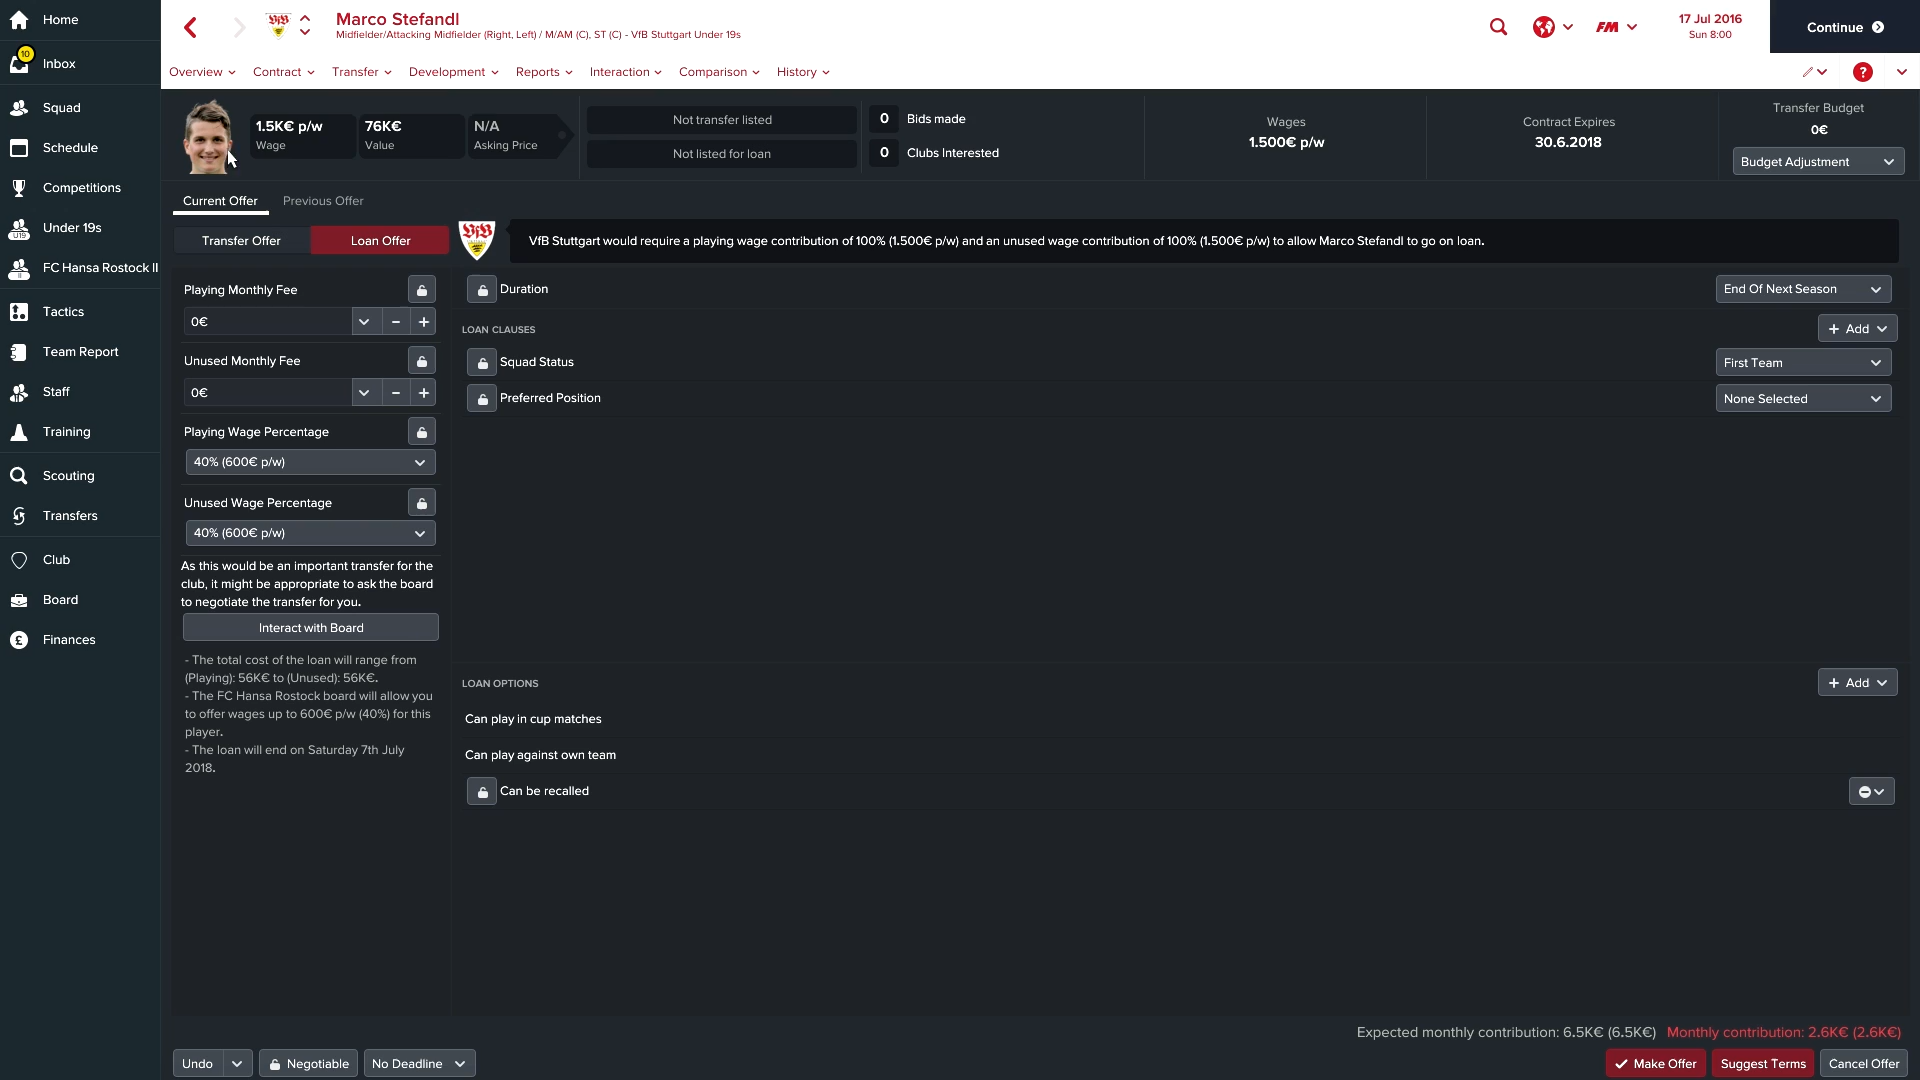 Home
10
Inbox
Squad
Schedule
Competitions
U19
Under 19s
II
FC Hansa Rostock II
Tactics
Team Report
Staff
Training
Scouting
Transfers
Club
Board
Finances
Marco Stefandl
Midfielder/Attacking Midfielder (Right, Left) / M/AM (C), ST (C) - VfB Stuttgart Under 19s
FM
17 Jul 2016
Sun 8:00
Continue
Overview Contract Transfer Development Reports Interaction Comparison History
?
1.5K€ p/w
Wage
76K€
Value
N/A
Asking Price
Not transfer listed
Not listed for loan
0 Bids made
0 Clubs Interested
Wages
1.500€ p/w
Contract Expires
30.6.2018
Transfer Budget
0€
Budget Adjustment
Current Offer Previous Offer
Transfer Offer Loan Offer
VfB Stuttgart would require a playing wage contribution of 100% (1.500€ p/w) and an unused wage contribution of 100% (1.500€ p/w) to allow Marco Stefandl to go on loan.
Playing Monthly Fee
0€ - +
Unused Monthly Fee
0€ - +
Playing Wage Percentage
40% (600€ p/w)
Unused Wage Percentage
40% (600€ p/w)
As this would be an important transfer for the
club, it might be appropriate to ask the board
to negotiate the transfer for you.
Interact with Board
- The total cost of the loan will range from
(Playing): 56K€ to (Unused): 56K€.
- The FC Hansa Rostock board will allow you
to offer wages up to 600€ p/w (40%) for this
player.
- The loan will end on Saturday 7th July
2018.
Duration End Of Next Season
LOAN CLAUSES + Add
Squad Status First Team
Preferred Position None Selected
LOAN OPTIONS + Add
Can play in cup matches
Can play against own team
Can be recalled
Expected monthly contribution: 6.5K€ (6.5K€) Monthly contribution: 2.6K€ (2.6K€)
Undo Negotiable No Deadline
Make Offer Suggest Terms Cancel Offer